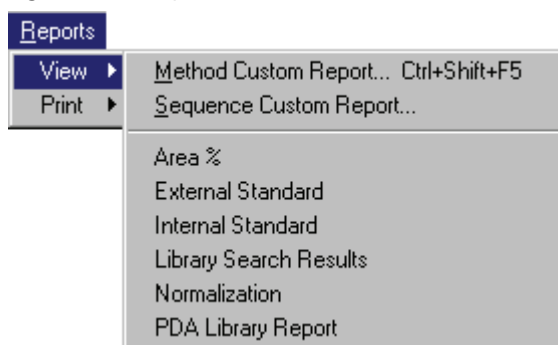 Reports
View
Print
Method Custom Report... Ctrl+Shift+F5
Sequence Custom Report...
Area %
External Standard
Internal Standard
Library Search Results
Normalization
PDA Library Report